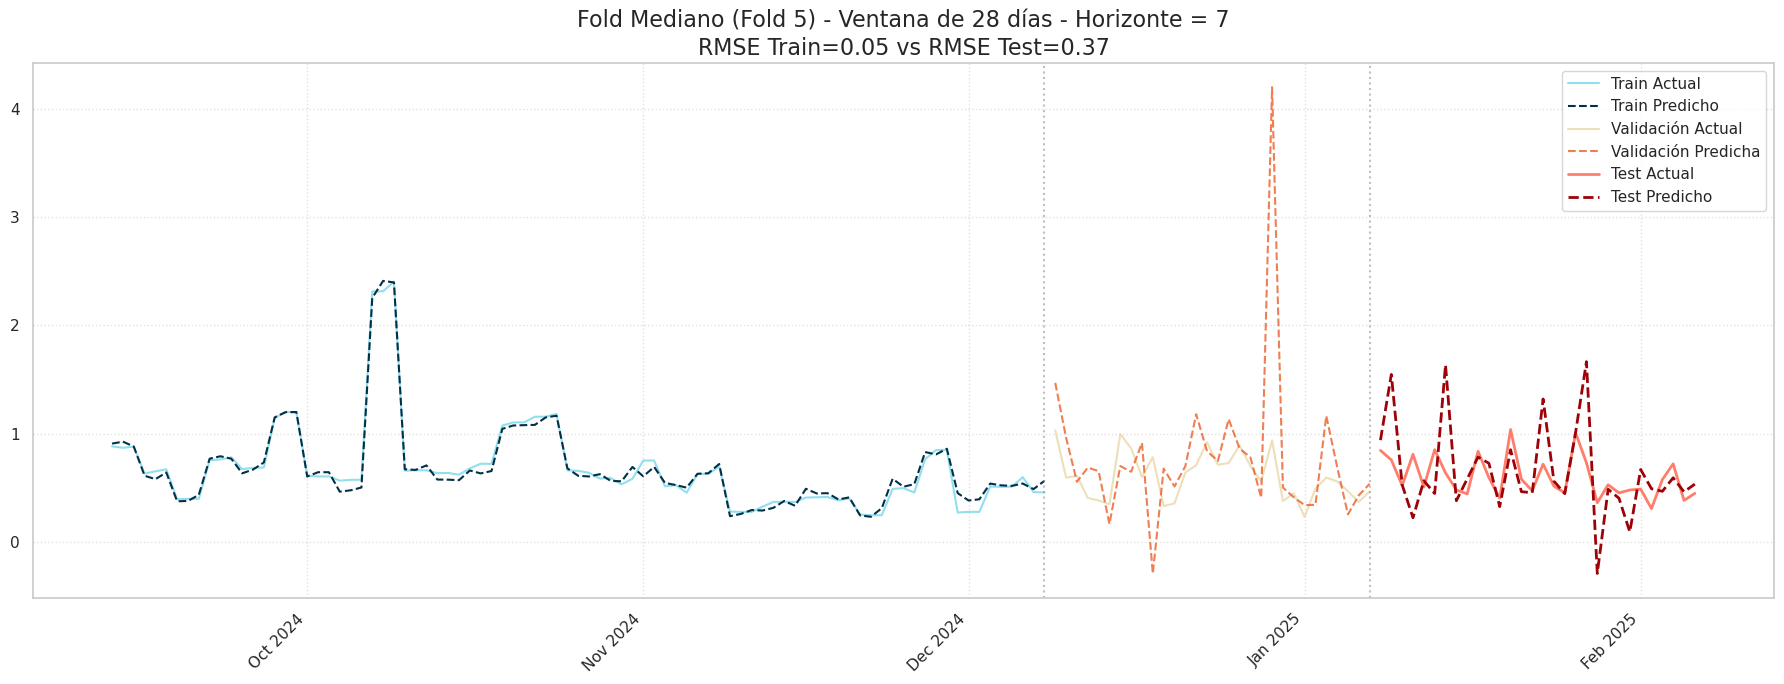 Fold Mediano (Fold 5) - Ventana de 28 días - Horizonte = 7
RMSE Train=0.05 vs RMSE Test=0.37
Train Actual
Train Predicho
Validación Actual
Validación Predicha
Test Actual
Test Predicho
4
3
2
1
0
Oct 2024
Nov 2024
Dec 2024
Jan 2025
Feb 2025